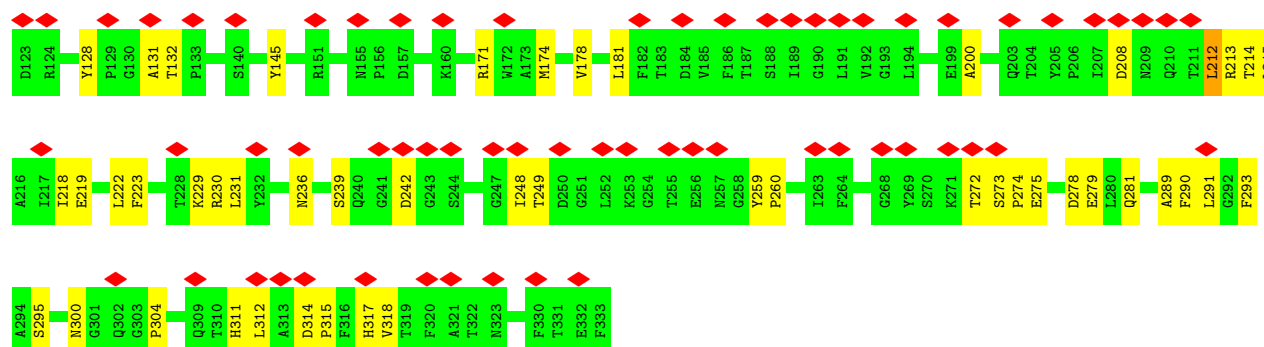 D123 R124 Y128 P129 G130 A131 T132 P133 S140 Y145 R151 N155 P156 D157 K160 R171 W172 A173 M174 V178 L181 F182 T183 D184 V185 F186 T187 S188 I189 G190 L191 V192 G193 L194 E199 A200 Q203 T204 Y205 P206 I207 D208 N209 Q210 T211 L212 R213 T214
A216 I217 I218 E219 L222 F223 T228 K229 R230 L231 Y232 N236 S239 Q240 G241 D242 G243 S244 G247 I248 T249 D250 G251 L252 K253 G254 T255 E256 N257 G258 Y259 P260 I263 F264 G268 Y269 S270 K271 T272 S273 P274 E275 D278 E279 L280 Q281 A289 F290 L291 G292 F293
A294 S295 N300 G301 Q302 G303 P304 Q309 T310 H311 L312 A313 D314 P315 F316 H317 V318 T319 F320 A321 T322 N323 F330 T331 E332 F333